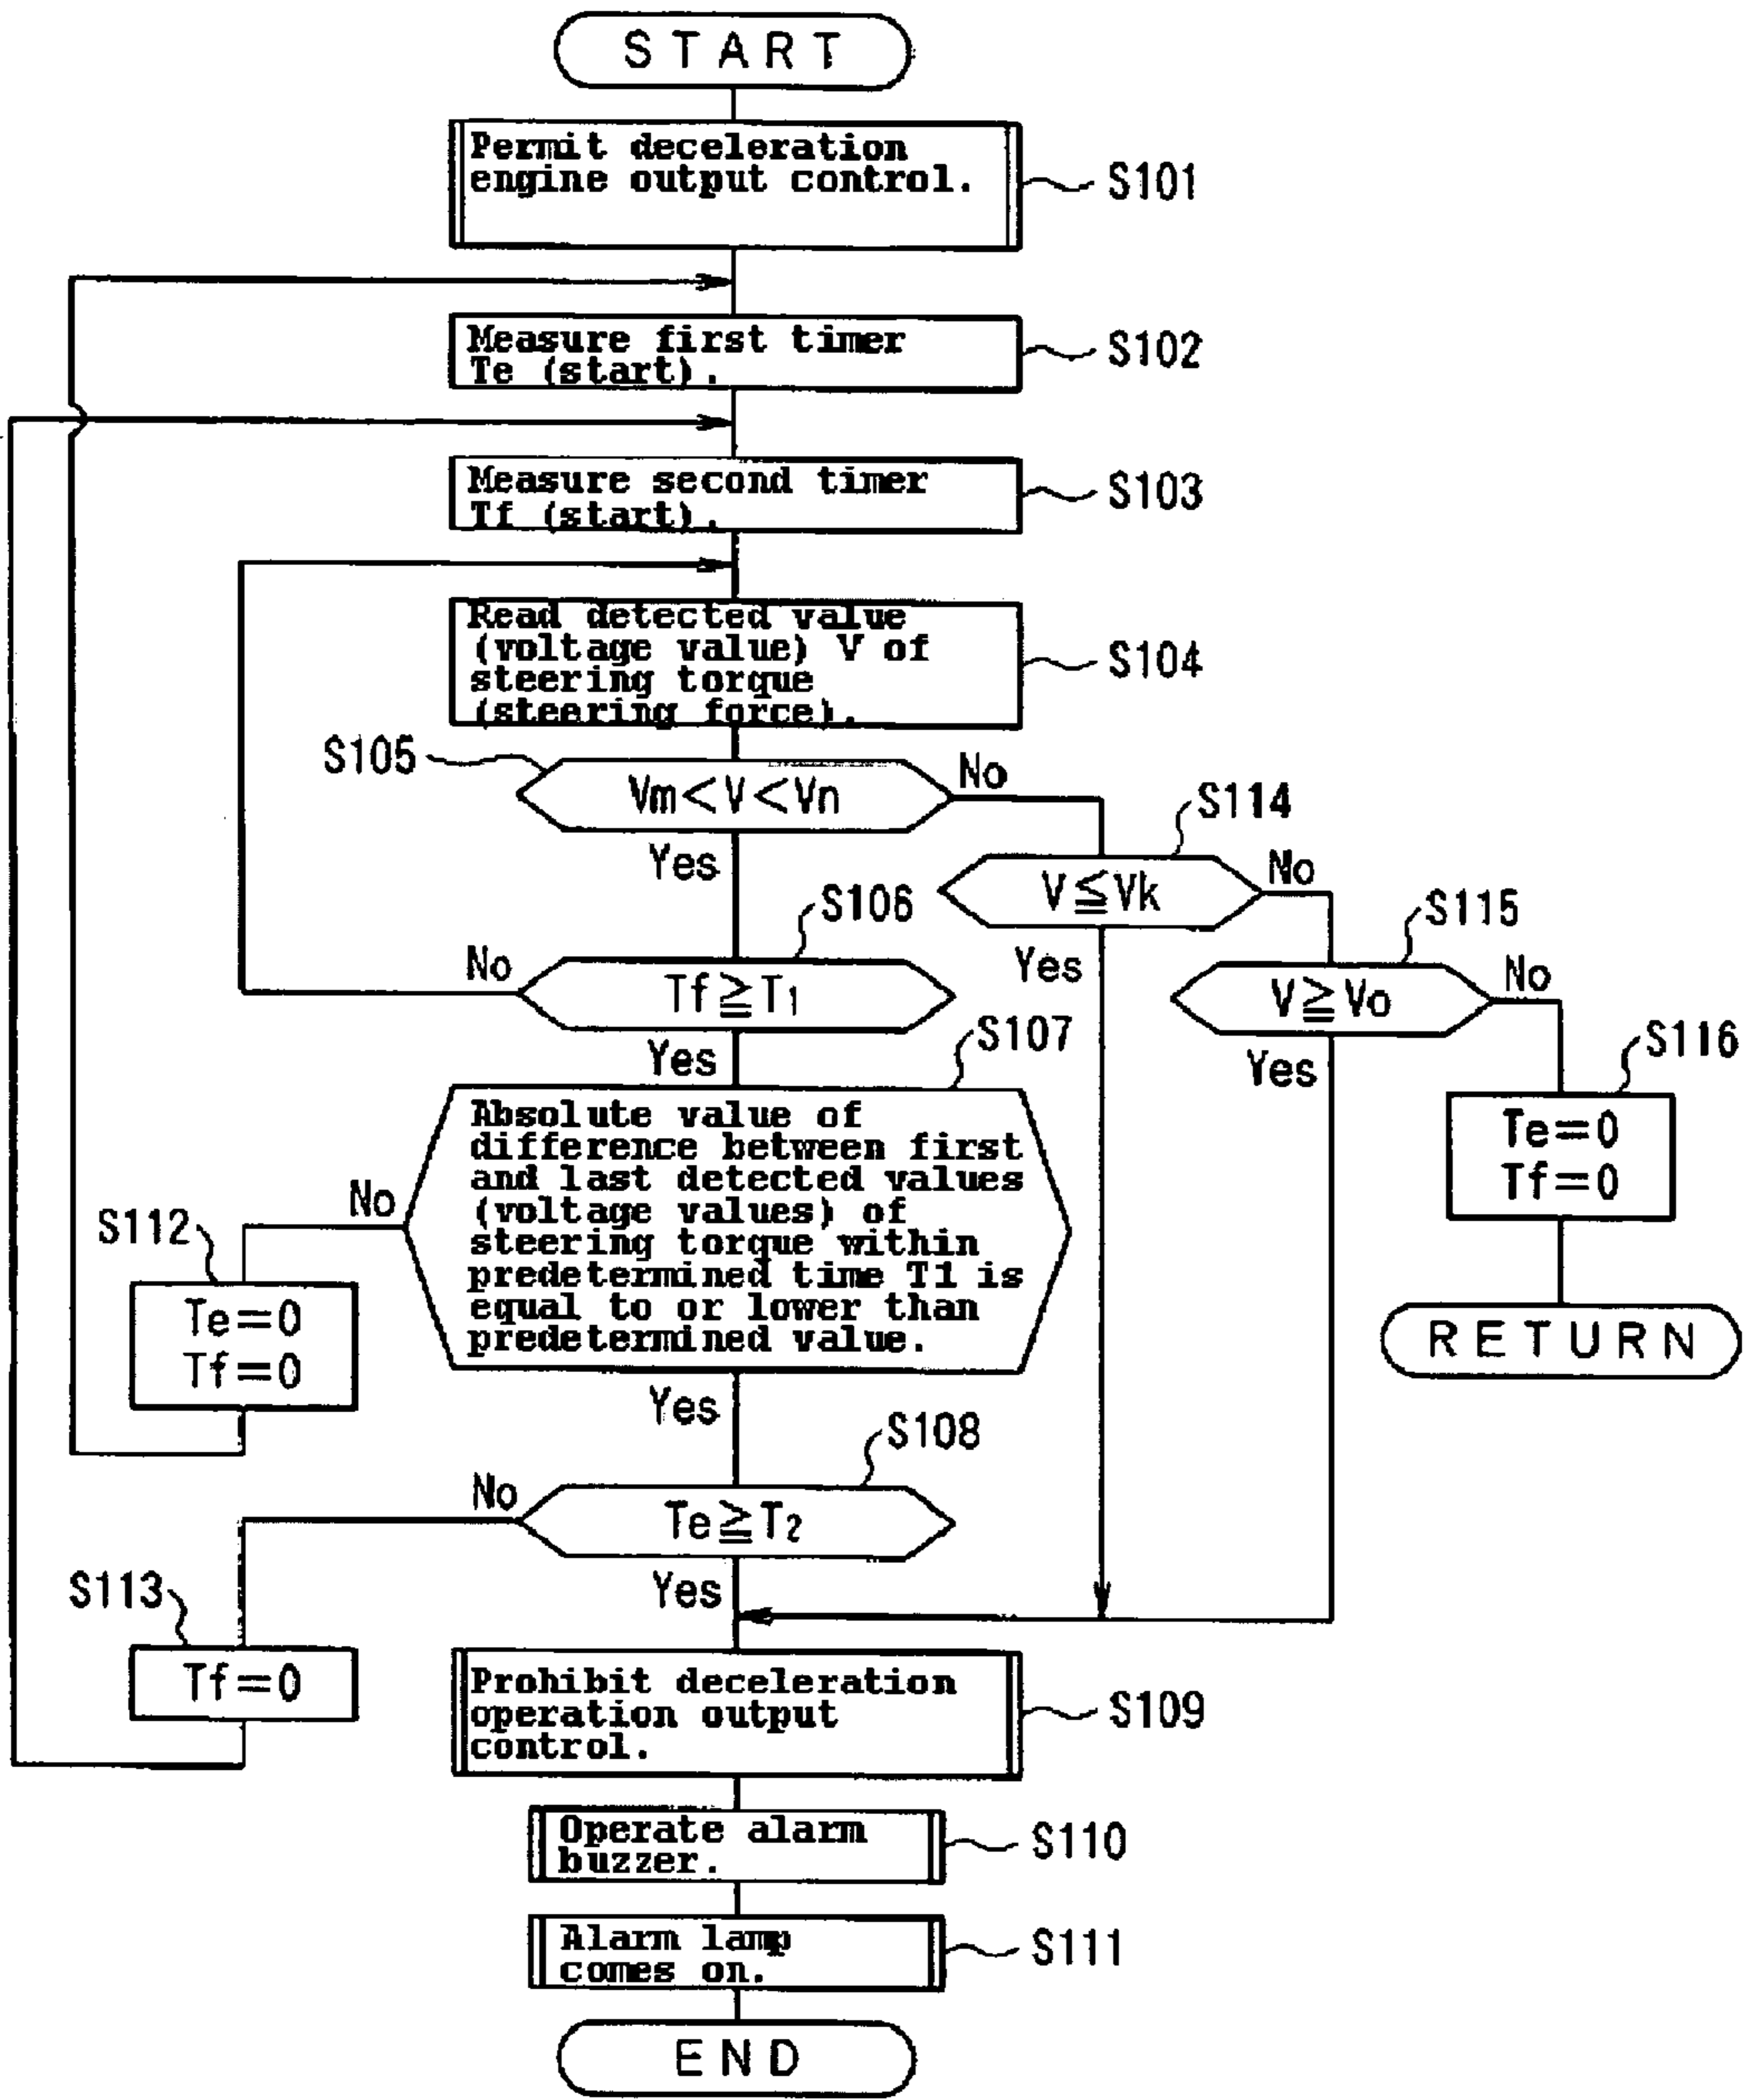 START
Permit deceleration
engine output control.
S101
Measure first timer
Te (start).
S102
Measure second timer
Tf (start).
S103
Read detected value
(voltage value) V of
steering torque
(steering force).
S104
S105
Vm<V<Vn
No
Yes
S114
V≦Vk
No
Yes
S106
Tf≧T1
No
Yes
S115
V≧Vo
No
Yes
S116
Te=0
Tf=0
RETURN
S107
Absolute value of
difference between first
and last detected values
(voltage values) of
steering torque within
predetermined time T1 is
equal to or lower than
predetermined value.
No
Yes
S112
Te=0
Tf=0
S108
Te≧T2
No
Yes
S113
Tf=0
Prohibit deceleration
operation output
control.
S109
Operate alarm
buzzer.
S110
Alarm lamp
comes on.
S111
END